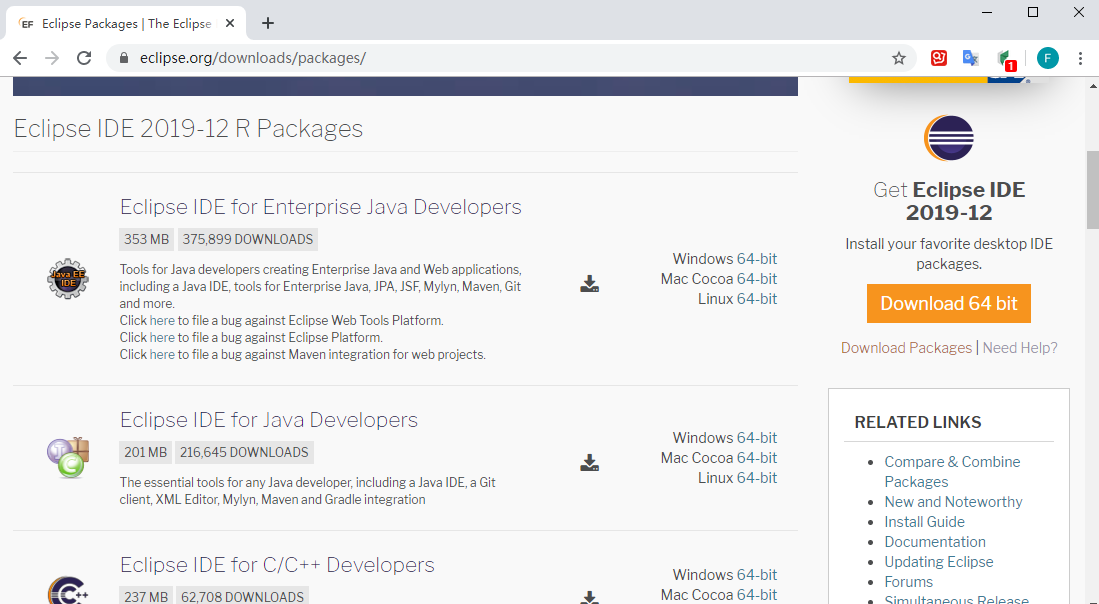 EF Eclipse Packages | The Eclipse
eclipse.org/downloads/packages/
1
F
Eclipse IDE 2019-12 R Packages
Eclipse IDE for Enterprise Java Developers
353 MB 375,899 DOWNLOADS
Java EE
IDE
Tools for Java developers creating Enterprise Java and Web applications,
including a Java IDE, tools for Enterprise Java, JPA, JSF, Mylyn, Maven, Git
and more.
Click here to file a bug against Eclipse Web Tools Platform.
Click here to file a bug against Eclipse Platform.
Click here to file a bug against Maven integration for web projects.
Windows 64-bit
Mac Cocoa 64-bit
Linux 64-bit
Eclipse IDE for Java Developers
201 MB 216,645 DOWNLOADS
J
C
The essential tools for any Java developer, including a Java IDE, a Git
client, XML Editor, Mylyn, Maven and Gradle integration
Windows 64-bit
Mac Cocoa 64-bit
Linux 64-bit
Eclipse IDE for C/C++ Developers
237 MB 62,708 DOWNLOADS
C++
Windows 64-bit
Mac Cocoa 64-bit
Get Eclipse IDE
2019-12
Install your favorite desktop IDE
packages.
Download 64 bit
Download Packages | Need Help?
RELATED LINKS
Compare & Combine
Packages
New and Noteworthy
Install Guide
Documentation
Updating Eclipse
Forums
Simultaneous Release